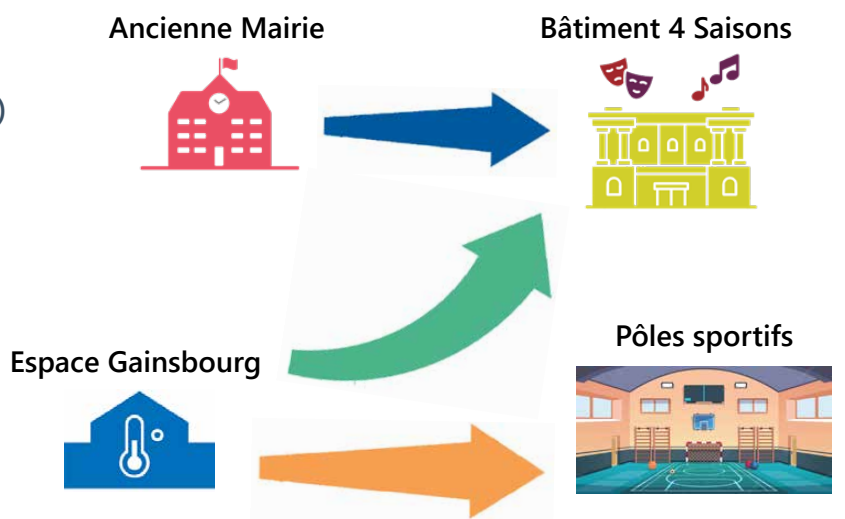 Ancienne Mairie
Bâtiment 4 Saisons
)
Espace Gainsbourg
Pôles sportifs